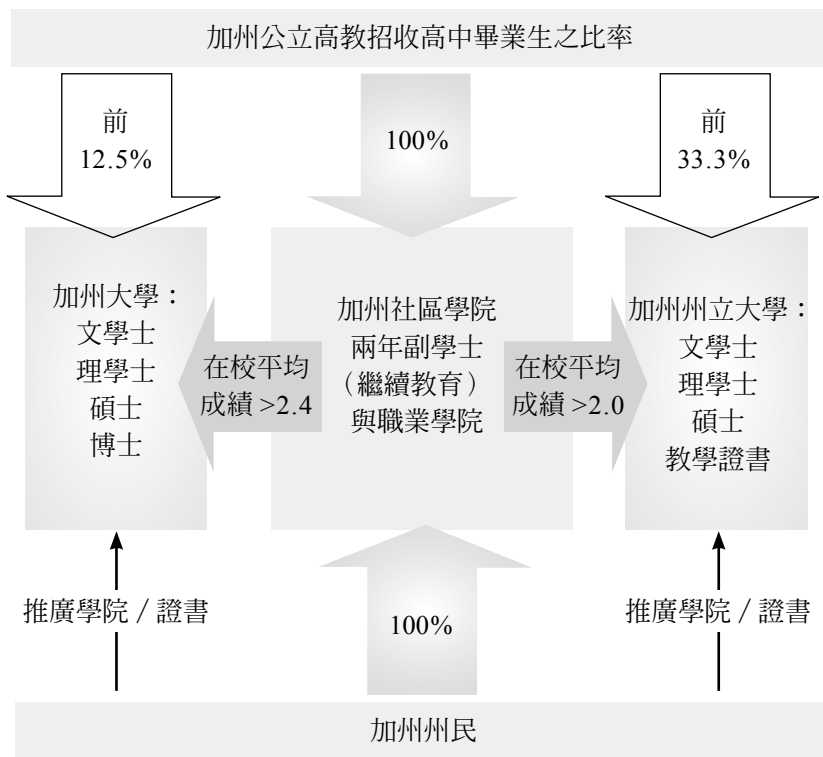 加州公立高教招收高中畢業生之比率
前
12.5%
100%
前
33.3%
加州大學：
文學士
理學士
碩士
博士
在校平均
成績 >2.4
加州社區學院
兩年副學士
（繼續教育）
與職業學院
在校平均
成績 >2.0
加州州立大學：
文學士
理學士
碩士
教學證書
推廣學院 / 證書
100%
推廣學院 / 證書
加州州民